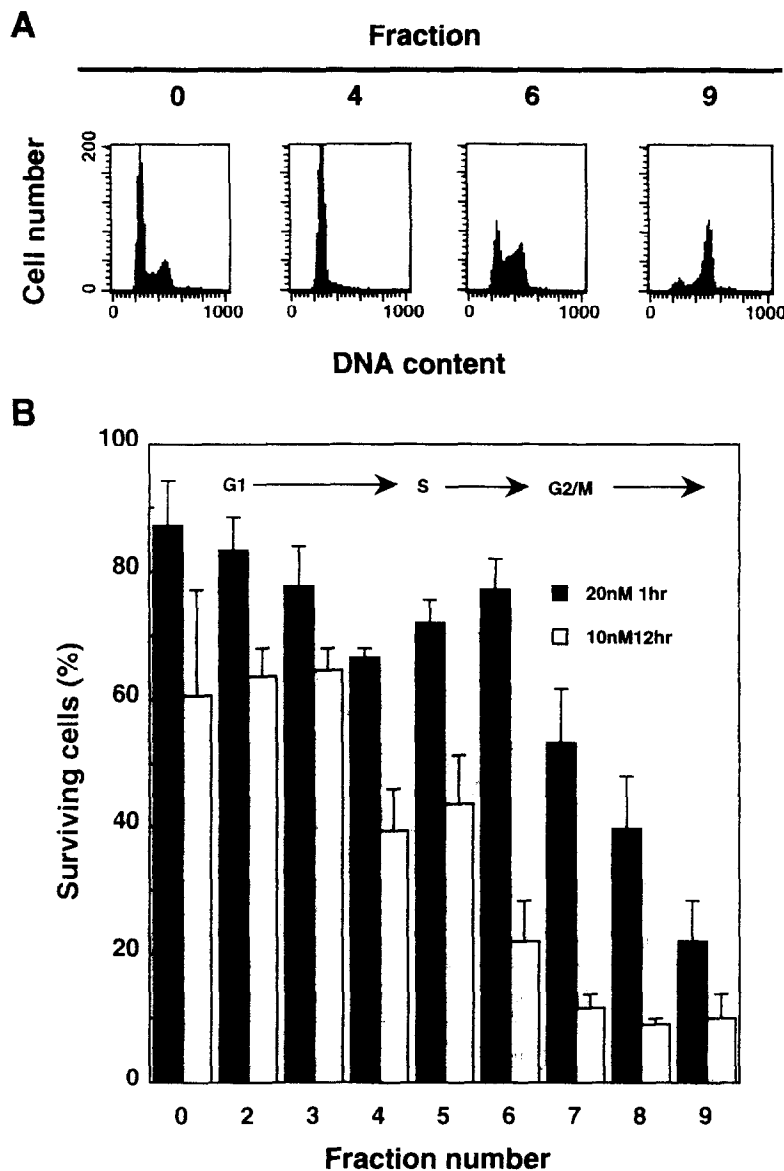 A
Fraction
0 4 6 9
Cell number
200
0
0 1000 0 1000 0 1000 0 1000
DNA content
B
100
80
60
40
20
0
Surviving cells (%)
G1 S G2/M
20nM 1hr
10nM12hr
0 2 3 4 5 6 7 8 9
Fraction number